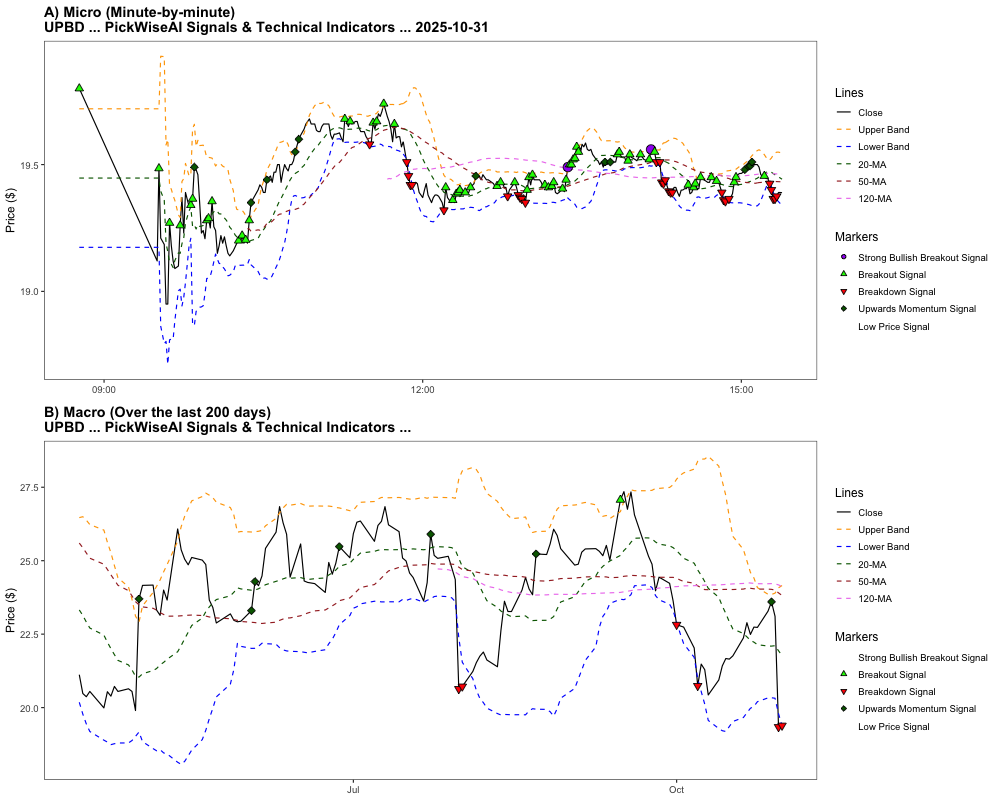 A) Micro (Minute-by-minute)
UPBD ... PickWiseAI Signals & Technical Indicators ... 2025-10-31
Price ($)
19.5
19.0
09:00
12:00
15:00
Lines
Close
Upper Band
Lower Band
20-MA
50-MA
120-MA
Markers
Strong Bullish Breakout Signal
Breakout Signal
Breakdown Signal
Upwards Momentum Signal
Low Price Signal
B) Macro (Over the last 200 days)
UPBD ... PickWiseAI Signals & Technical Indicators ...
Price ($)
27.5
25.0
22.5
20.0
Jul
Oct
Lines
Close
Upper Band
Lower Band
20-MA
50-MA
120-MA
Markers
Strong Bullish Breakout Signal
Breakout Signal
Breakdown Signal
Upwards Momentum Signal
Low Price Signal